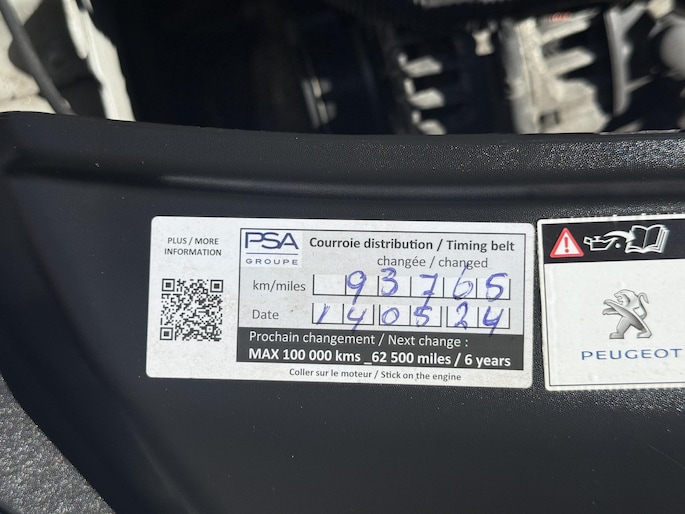 PLUS / MORE
INFORMATION
PSA
GROUPE
Courroie distribution / Timing belt
changée / changed
km/miles 93765
Date 140524
Prochain changement / Next change :
MAX 100 000 kms _62 500 miles / 6 years
Coller sur le moteur / Stick on the engine
PEUGEOT